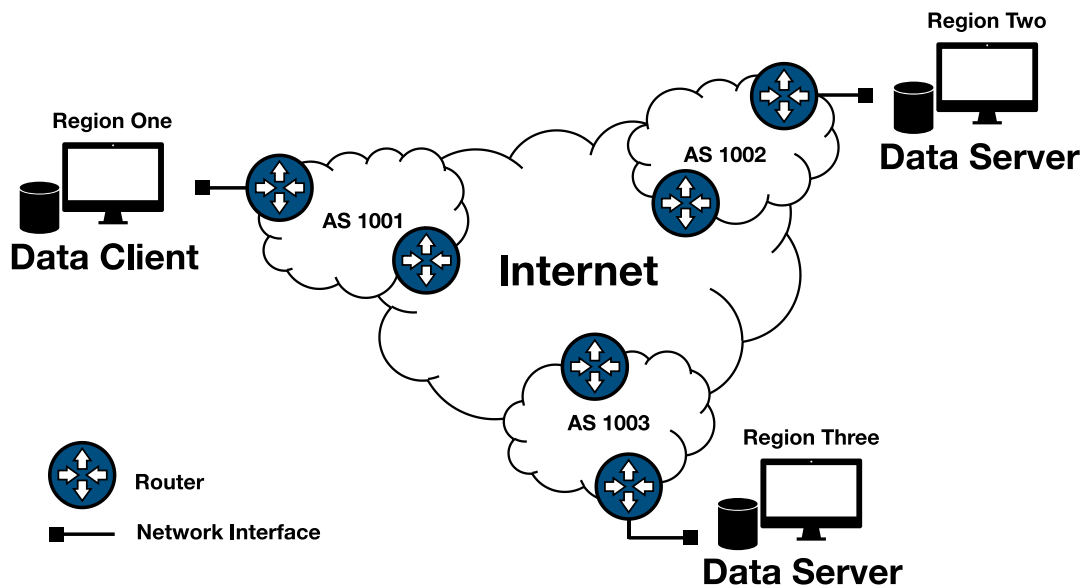 Region Two
Data Server
AS 1002
Region One
Data Client
AS 1001
Internet
AS 1003
Region Three
Data Server
Router
Network Interface